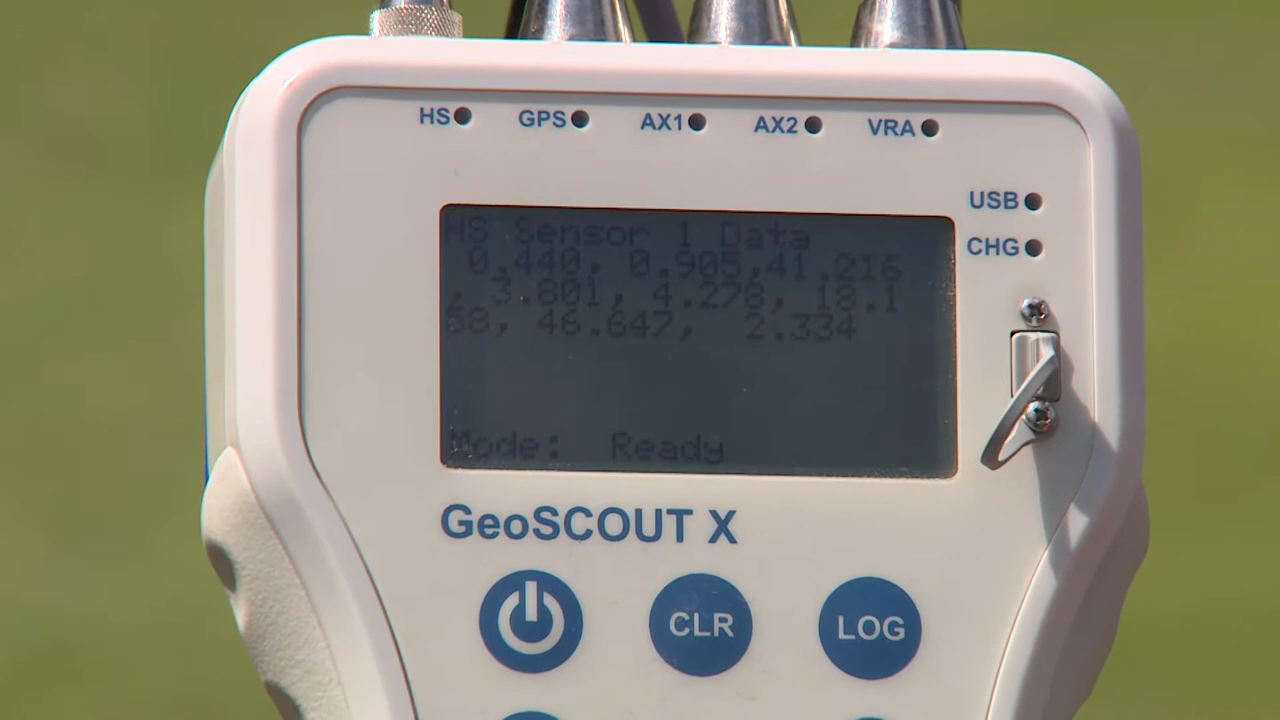 HS GPS AX1 AX2 VRA
USB
CHG
HS Sensor 1 Data
0.440, 0.905,41.216
, 3.801, 4.278, 18.1
58, 46.647, 2.334
Mode: Ready
GeoSCOUT X
CLR LOG